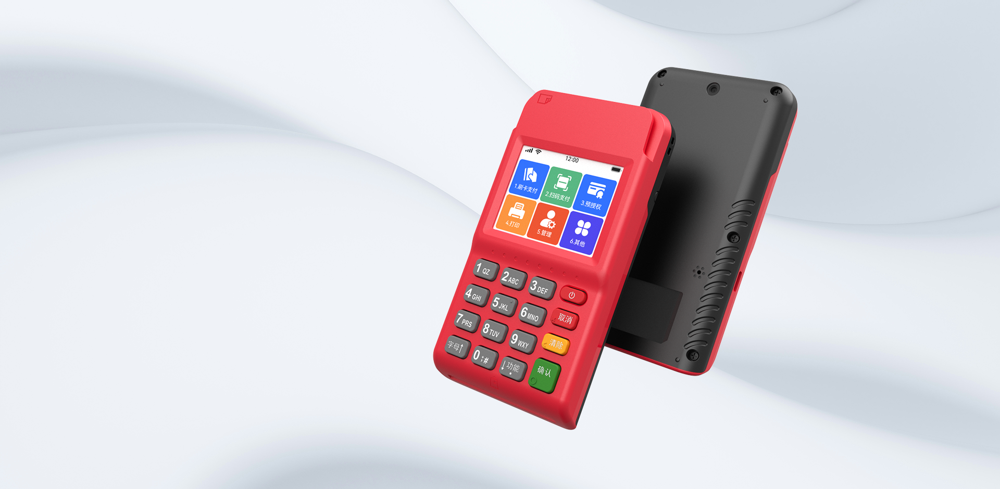 12:00
1.刷卡支付
2.扫码支付
3.预授权
4.打印
5.管理
6.其他
1 QZ
2 ABC
3 DEF
4 GHI
5 JKL
6 MNO
取消
7 PRS
8 TUV
9 WXY
清除
字母↑
0 ;#
↓功能
确认